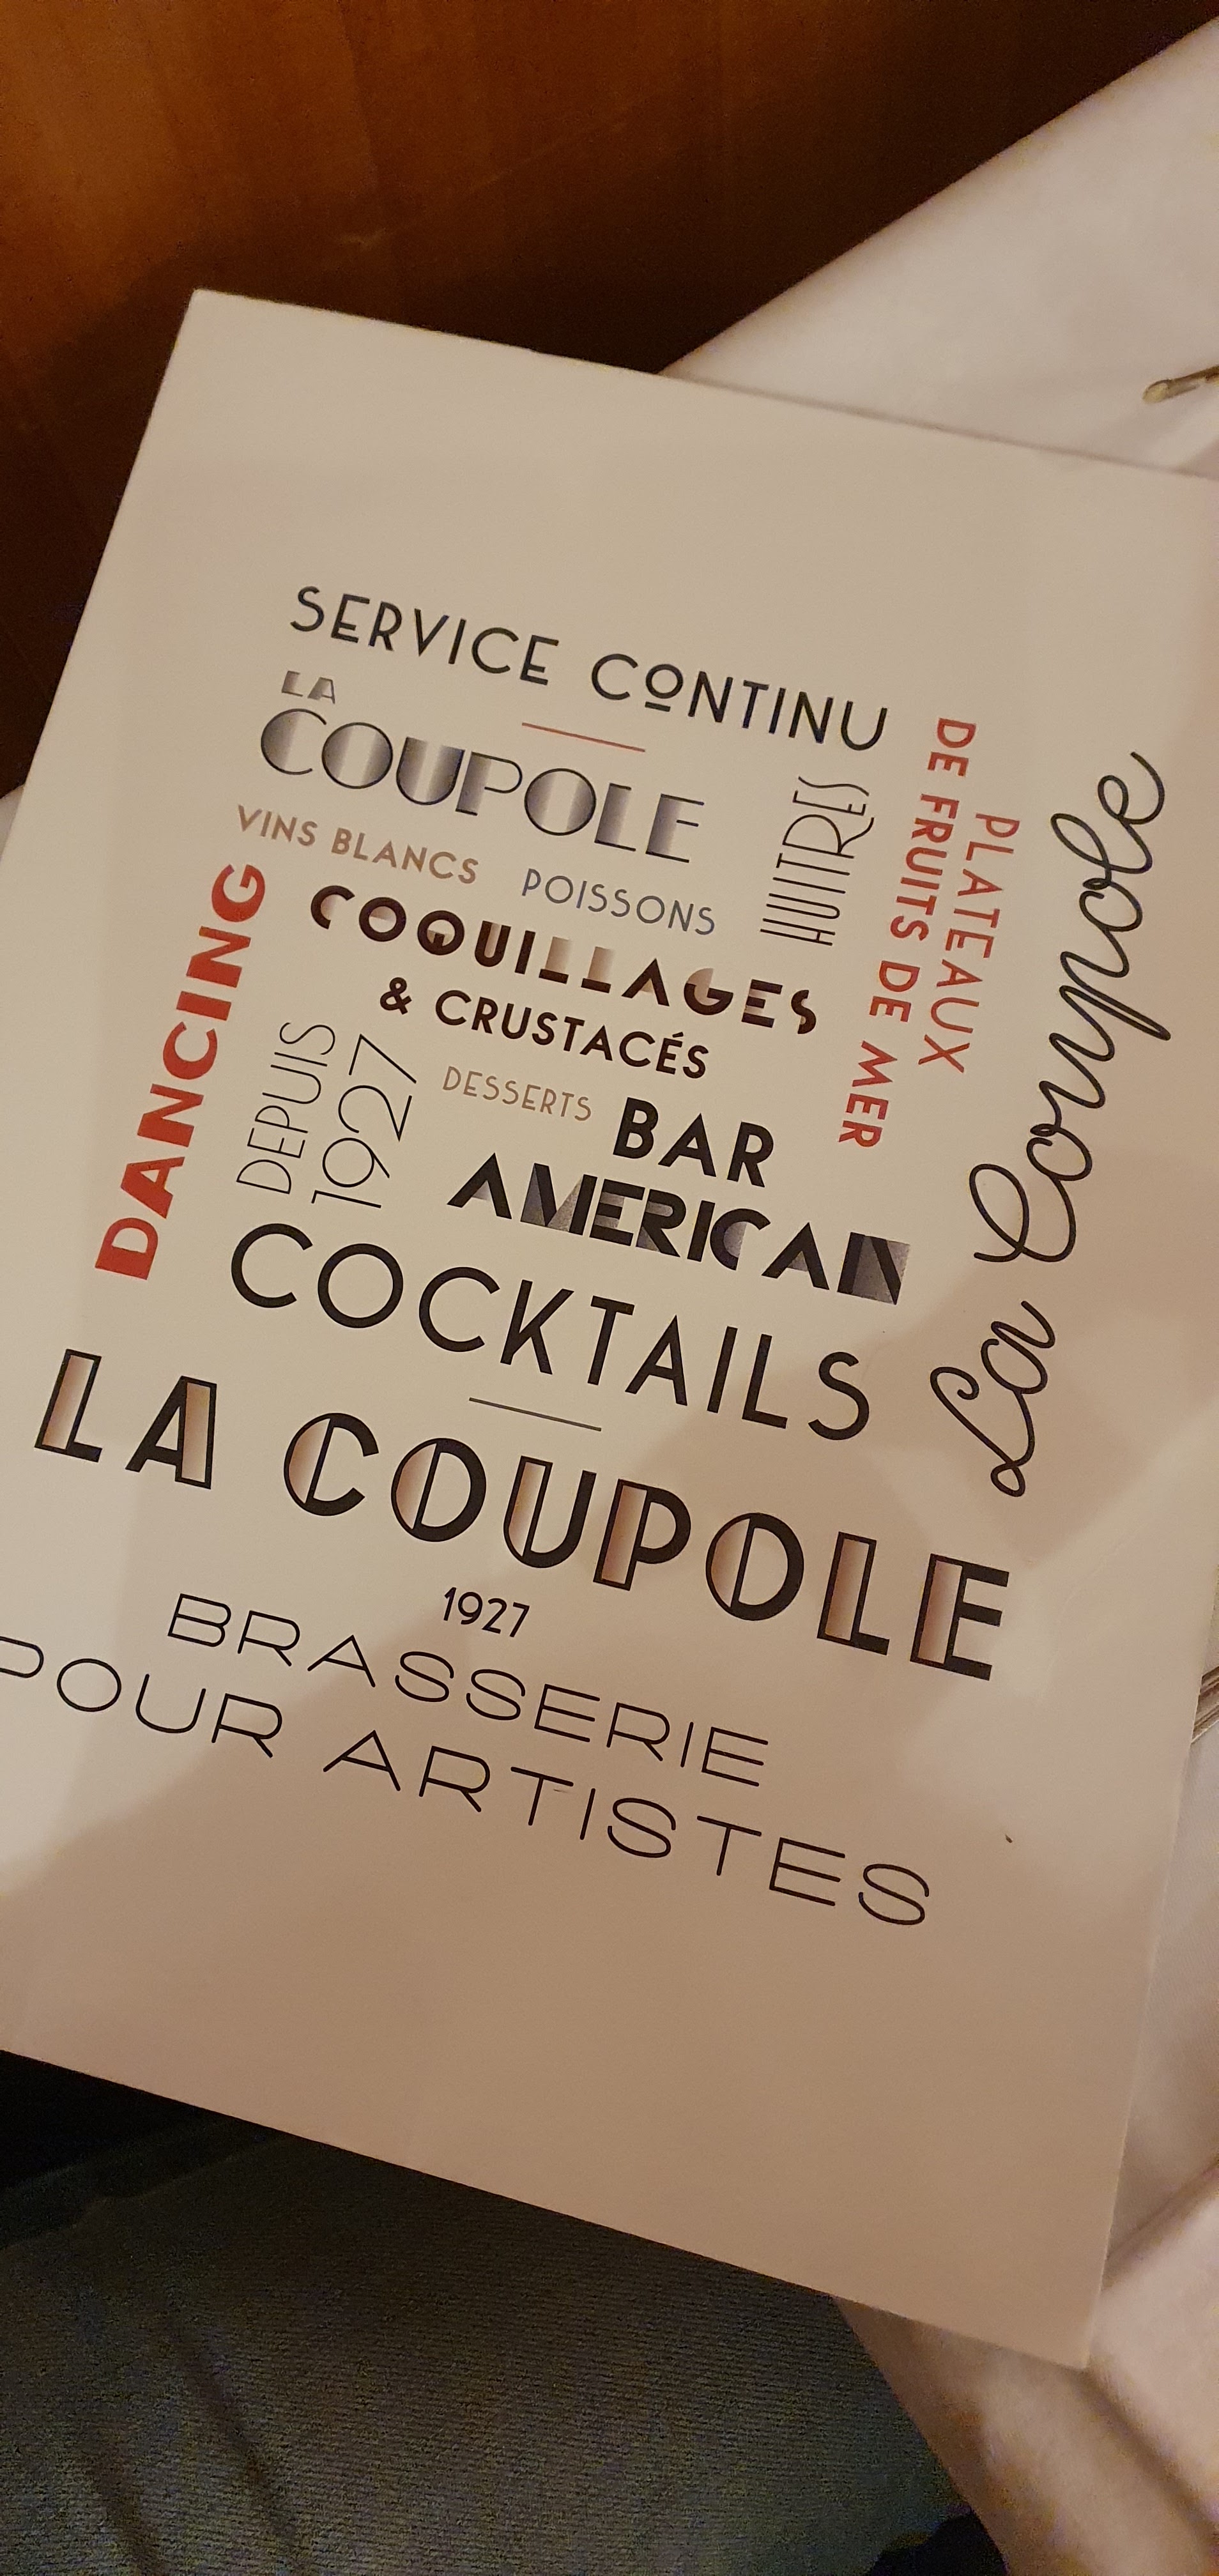 SERVICE CONTINU
LA
COUPOLE
VINS BLANCS POISSONS
HUITRES
PLATEAUX
DE FRUITS DE MER
La Coupole
COQUILLAGES
& CRUSTACÉS
DANCING
DEPUIS
1927
DESSERTS BAR
AMERICAN
COCKTAILS
LA COUPOLE
1927
BRASSERIE
POUR ARTISTES